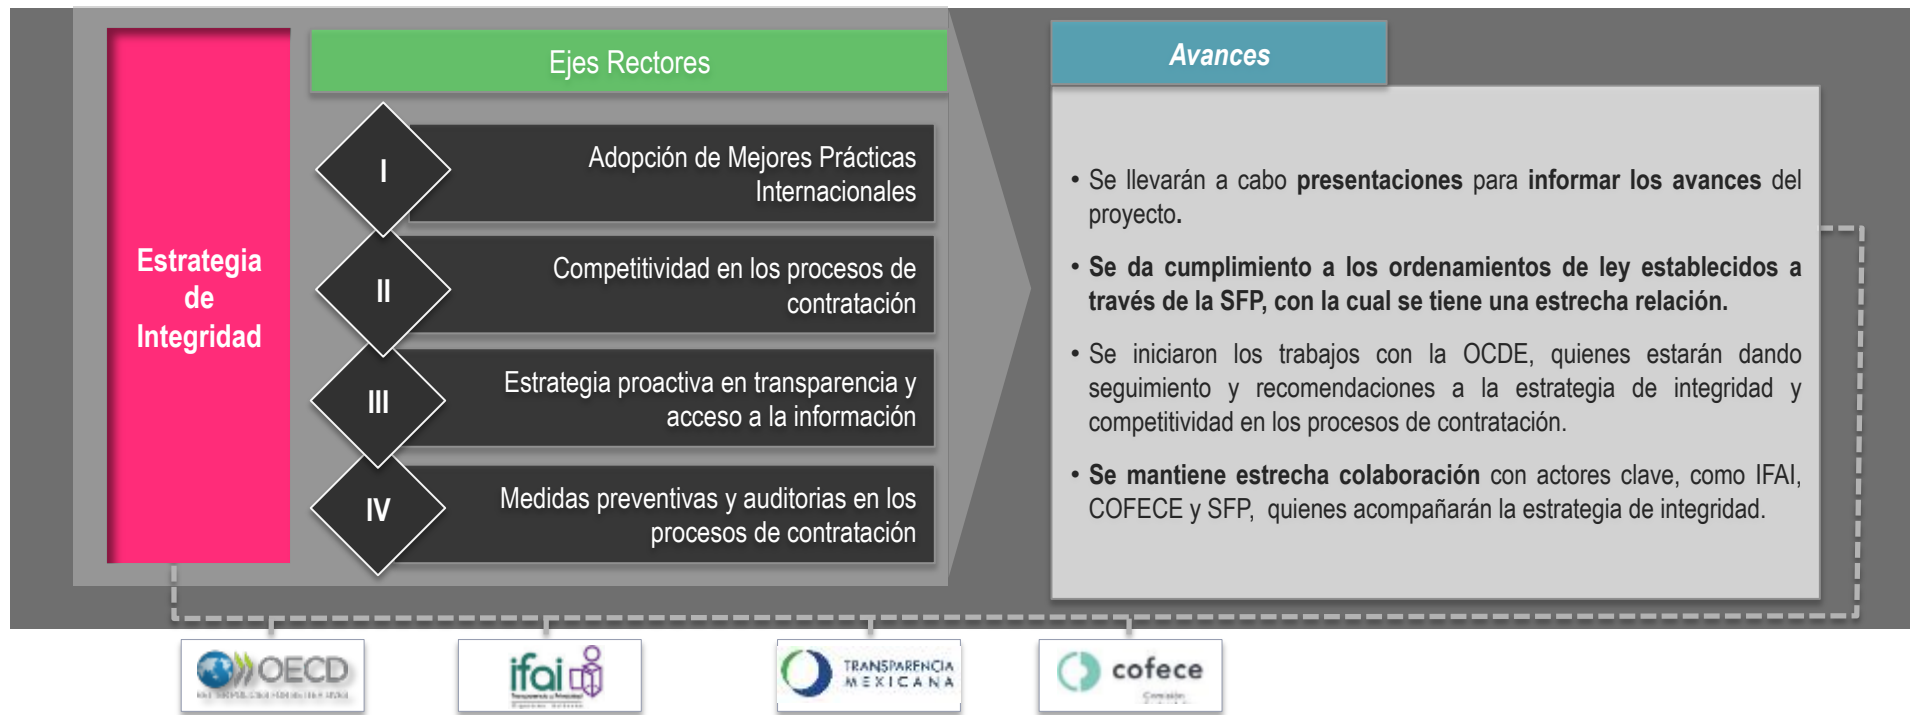 Estrategia
de
Integridad
Ejes Rectores
I
Adopción de Mejores Prácticas
Internacionales
II
Competitividad en los procesos de
contratación
III
Estrategia proactiva en transparencia y
acceso a la información
IV
Medidas preventivas y auditorias en los
procesos de contratación
Avances
• Se llevarán a cabo presentaciones para informar los avances del
proyecto.
• Se da cumplimiento a los ordenamientos de ley establecidos a
través de la SFP, con la cual se tiene una estrecha relación.
• Se iniciaron los trabajos con la OCDE, quienes estarán dando
seguimiento y recomendaciones a la estrategia de integridad y
competitividad en los procesos de contratación.
• Se mantiene estrecha colaboración con actores clave, como IFAI,
COFECE y SFP, quienes acompañarán la estrategia de integridad.
OECD
ifai
TRANSPARENCIA
MEXICANA
cofece
Comisión